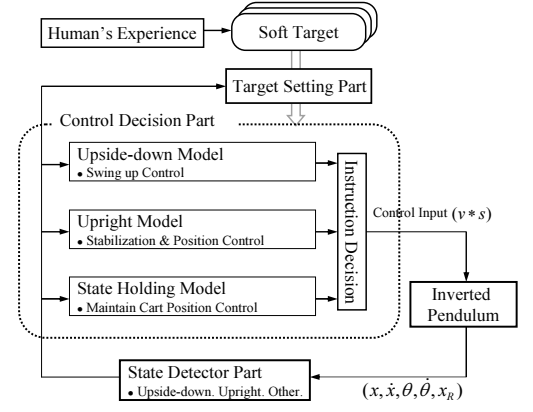 Human's Experience
Soft Target
Target Setting Part
Control Decision Part
Upside-down Model
• Swing up Control
Upright Model
• Stabilization & Position Control
State Holding Model
• Maintain Cart Position Control
Instruction Decision
Control Input (v * s)
Inverted
Pendulum
State Detector Part
• Upside-down. Upright. Other.
(x, ẋ, θ, θ̇, x_R)